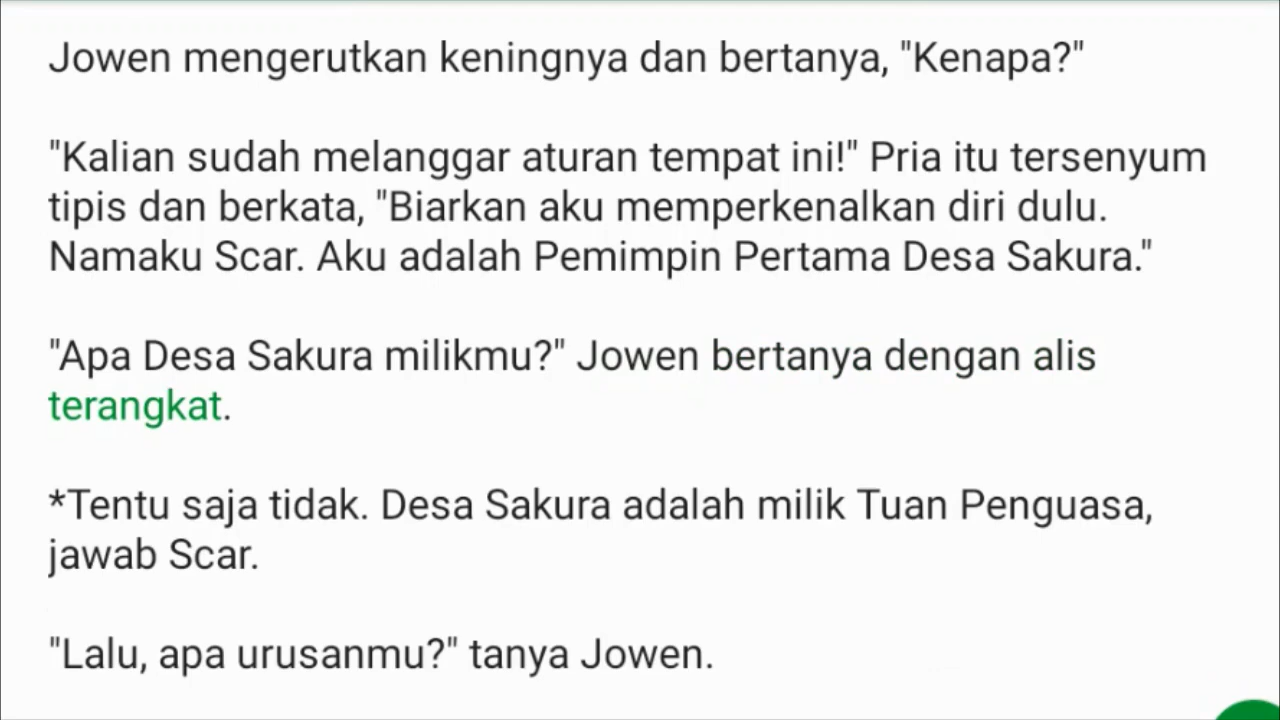 Jowen mengerutkan keningnya dan bertanya, "Kenapa?"
"Kalian sudah melanggar aturan tempat ini!" Pria itu tersenyum
tipis dan berkata, "Biarkan aku memperkenalkan diri dulu.
Namaku Scar. Aku adalah Pemimpin Pertama Desa Sakura."
"Apa Desa Sakura milikmu?" Jowen bertanya dengan alis
terangkat.
*Tentu saja tidak. Desa Sakura adalah milik Tuan Penguasa,
jawab Scar.
"Lalu, apa urusanmu?" tanya Jowen.